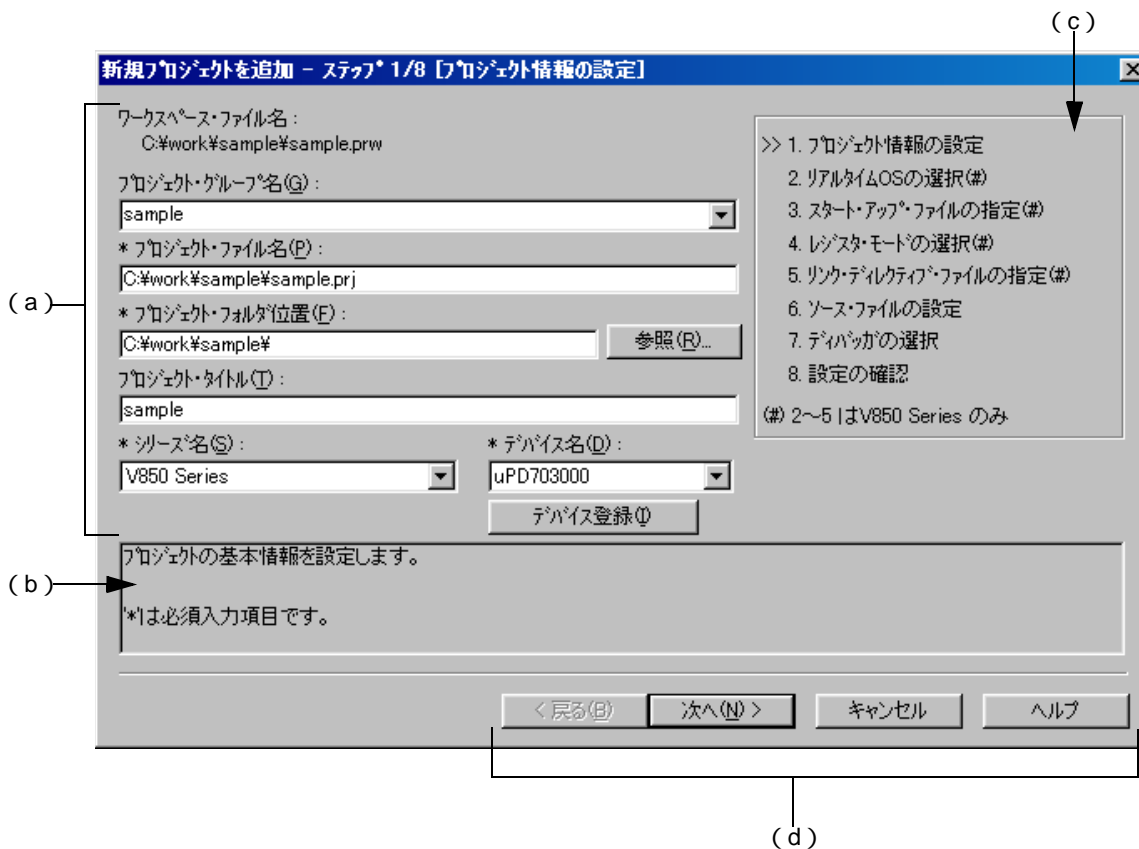 (c)
新規ﾌﾟﾛｼﾞｪｸﾄを追加 - ｽﾃｯﾌﾟ 1/8 [ﾌﾟﾛｼﾞｪｸﾄ情報の設定]
ﾜｰｸｽﾍﾟｰｽ･ﾌｧｲﾙ名 :
C:¥work¥sample¥sample.prw
ﾌﾟﾛｼﾞｪｸﾄ･ｸﾞﾙｰﾌﾟ名(G) :
sample
* ﾌﾟﾛｼﾞｪｸﾄ･ﾌｧｲﾙ名(P) :
C:¥work¥sample¥sample.prj
(a)
* ﾌﾟﾛｼﾞｪｸﾄ･ﾌｫﾙﾀﾞ位置(F) :
C:¥work¥sample¥
参照(R)...
ﾌﾟﾛｼﾞｪｸﾄ･ﾀｲﾄﾙ(T) :
sample
* ｼﾘｰｽﾞ名(S) :
V850 Series
* ﾃﾞﾊﾞｲｽ名(D) :
uPD703000
ﾃﾞﾊﾞｲｽ登録(I)
>> 1. ﾌﾟﾛｼﾞｪｸﾄ情報の設定
2. ﾘｱﾙﾀｲﾑOSの選択(#)
3. ｽﾀｰﾄ･ｱｯﾌﾟ･ﾌｧｲﾙの指定(#)
4. ﾚｼﾞｽﾀ･ﾓｰﾄﾞの選択(#)
5. ﾘﾝｸ･ﾃﾞｨﾚｸﾃｨﾌﾞ･ﾌｧｲﾙの指定(#)
6. ｿｰｽ･ﾌｧｲﾙの設定
7. ﾃﾞｨﾊﾞｯｶﾞの選択
8. 設定の確認
(#) 2～5 はV850 Series のみ
(b)
ﾌﾟﾛｼﾞｪｸﾄの基本情報を設定します。
'*'は必須入力項目です。
< 戻る(B)
次へ(N) >
キャンセル
ヘルプ
(d)